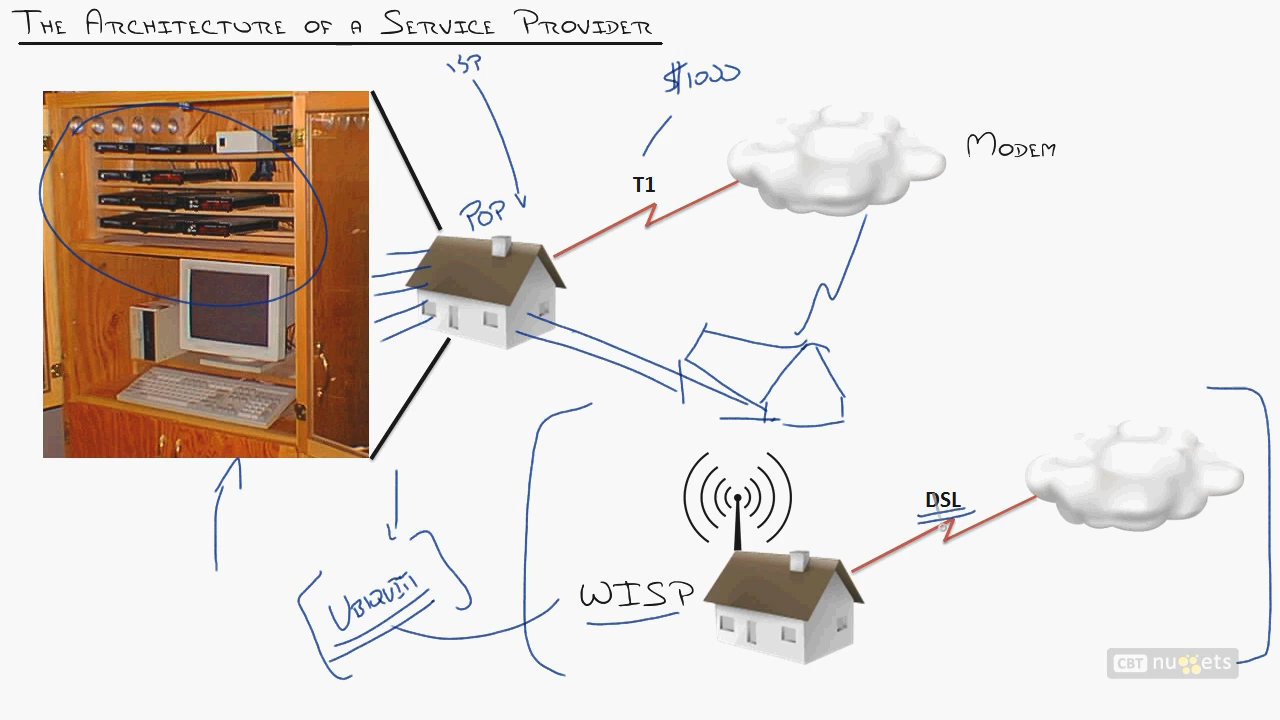 THE ARCHITECTURE OF A SERVICE PROVIDER
ISP
$1000
MODEM
T1
POP
DSL
UBIQUITI
WISP
CBT nuggets